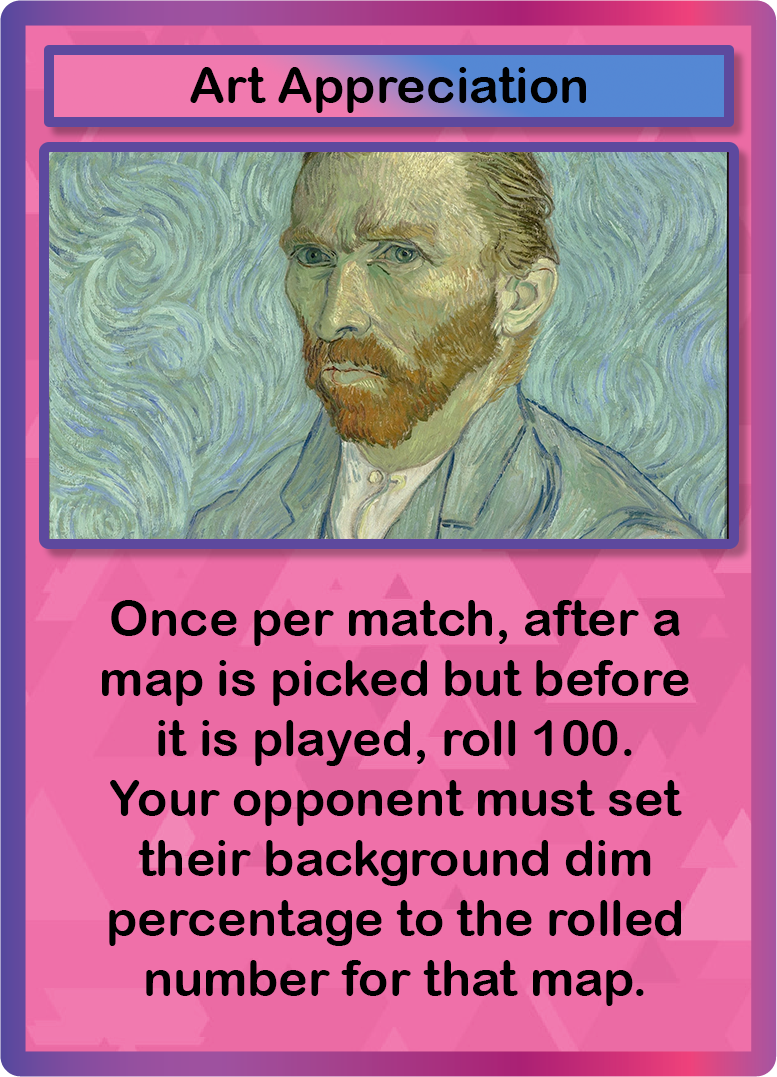 Art Appreciation
Once per match, after a
map is picked but before
it is played, roll 100.
Your opponent must set
their background dim
percentage to the rolled
number for that map.